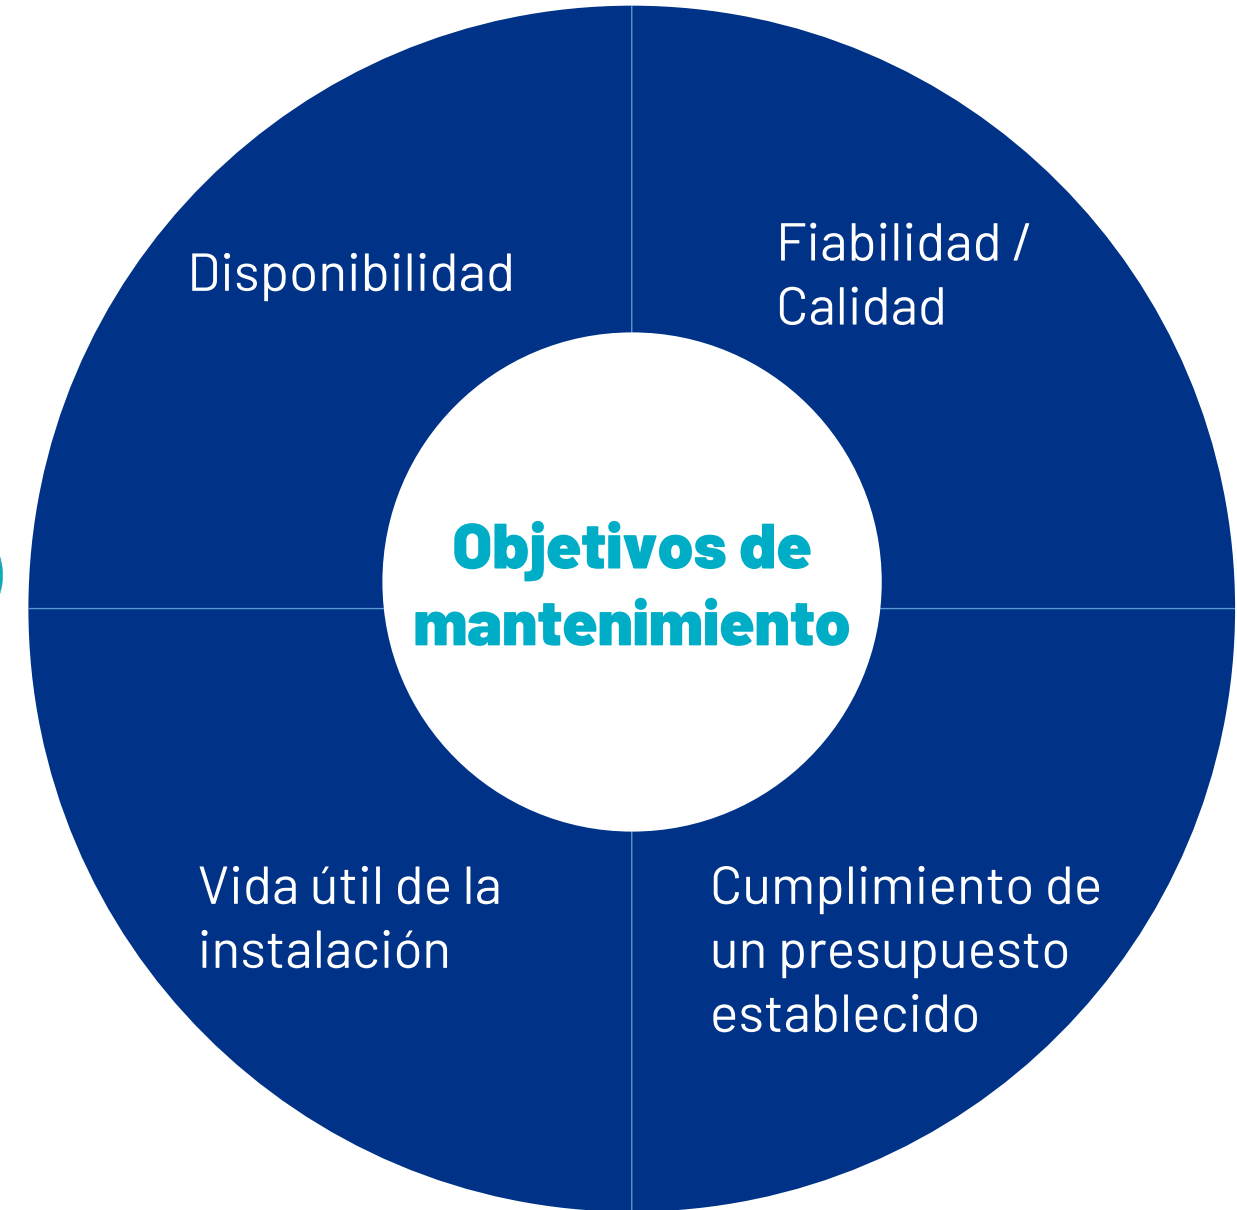 Disponibilidad
Fiabilidad /
Calidad
Objetivos de
mantenimiento
Vida útil de la
instalación
Cumplimiento de
un presupuesto
establecido